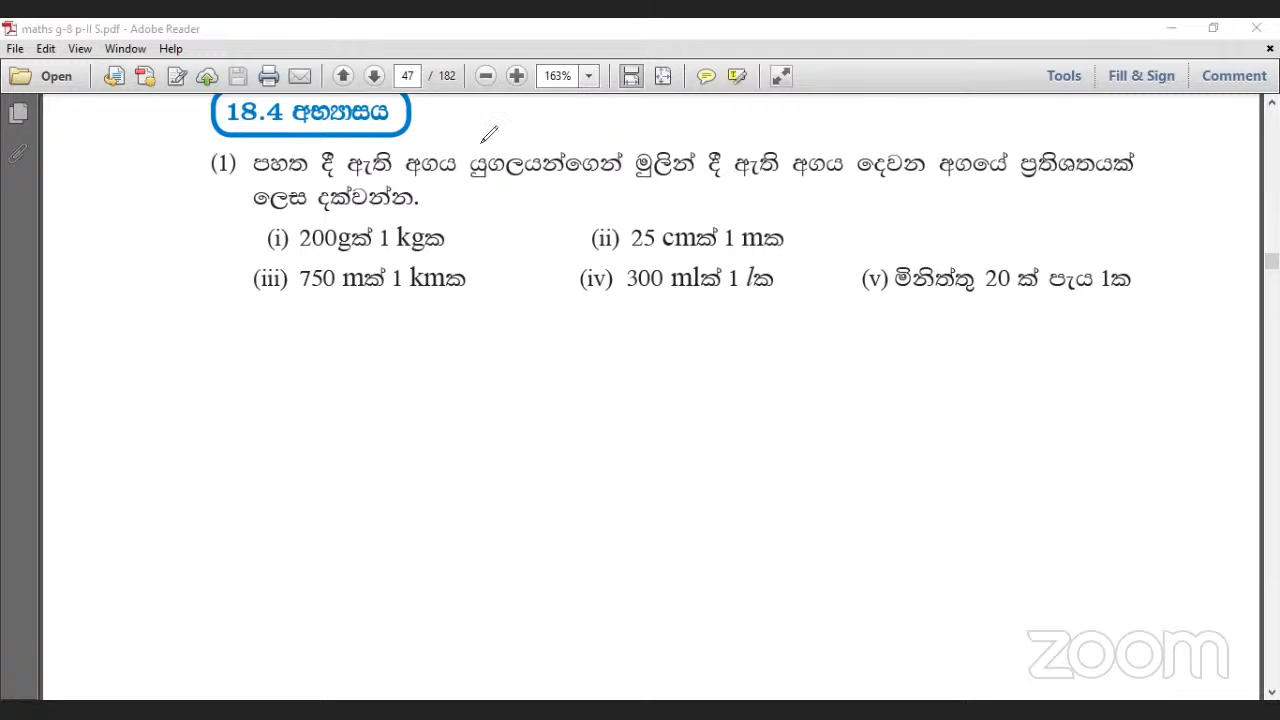 maths g-8 p-II S.pdf - Adobe Reader
File Edit View Window Help
Open 47 / 182 163% Tools Fill & Sign Comment
18.4 අභ්‍යාසය
(1) පහත දී ඇති අගය යුගලයන්ගෙන් මුලින් දී ඇති අගය දෙවන අගයේ ප්‍රතිශතයක්
ලෙස දක්වන්න.
(i) 200gක් 1 kgක (ii) 25 cmක් 1 mක
(iii) 750 mක් 1 kmක (iv) 300 mlක් 1 lක (v) මිනිත්තු 20 ක් පැය 1ක
zoom